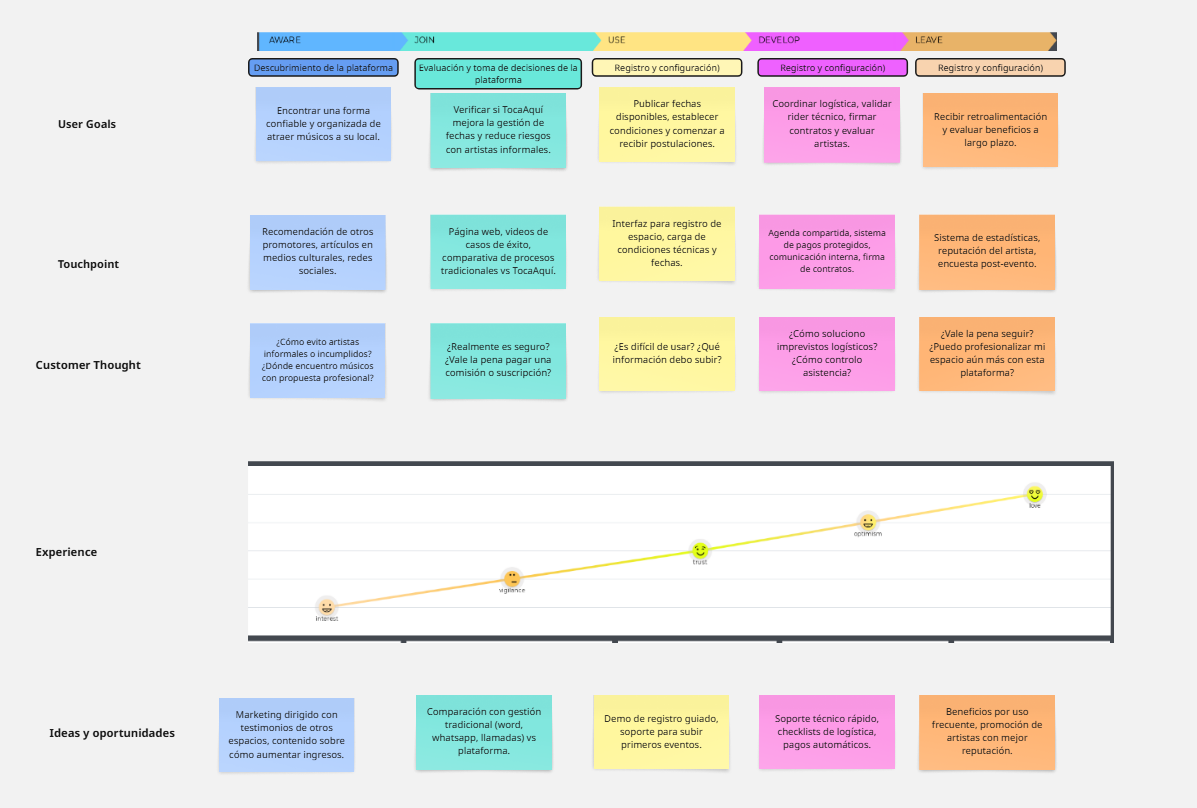 AWARE
JOIN
USE
DEVELOP
LEAVE
Descubrimiento de la plataforma
Evaluación y toma de decisiones de la
plataforma
Registro y configuración)
Registro y configuración)
Registro y configuración)
User Goals
Encontrar una forma
confiable y organizada de
atraer músicos a su local.
Verificar si TocaAquí
mejora la gestión de
fechas y reduce riesgos
con artistas informales.
Publicar fechas
disponibles, establecer
condiciones y comenzar a
recibir postulaciones.
Coordinar logística, validar
rider técnico, firmar
contratos y evaluar
artistas.
Recibir retroalimentación
y evaluar beneficios a
largo plazo.
Touchpoint
Recomendación de otros
promotores, artículos en
medios culturales, redes
sociales.
Página web, videos de
casos de éxito,
comparativa de procesos
tradicionales vs TocaAquí.
Interfaz para registro de
espacio, carga de
condiciones técnicas y
fechas.
Agenda compartida, sistema
de pagos protegidos,
comunicación interna, firma
de contratos.
Sistema de estadísticas,
reputación del artista,
encuesta post-evento.
Customer Thought
¿Cómo evito artistas
informales o incumplidos?
¿Dónde encuentro músicos
con propuesta profesional?
¿Realmente es seguro?
¿Vale la pena pagar una
comisión o suscripción?
¿Es difícil de usar? ¿Qué
información debo subir?
¿Cómo soluciono
imprevistos logísticos?
¿Cómo controlo
asistencia?
¿Vale la pena seguir?
¿Puedo profesionalizar mi
espacio aún más con esta
plataforma?
Experience
interest
vigilance
trust
optimism
love
Ideas y oportunidades
Marketing dirigido con
testimonios de otros
espacios, contenido sobre
cómo aumentar ingresos.
Comparación con gestión
tradicional (word,
whatsapp, llamadas) vs
plataforma.
Demo de registro guiado,
soporte para subir
primeros eventos.
Soporte técnico rápido,
checklists de logística,
pagos automáticos.
Beneficios por uso
frecuente, promoción de
artistas con mejor
reputación.